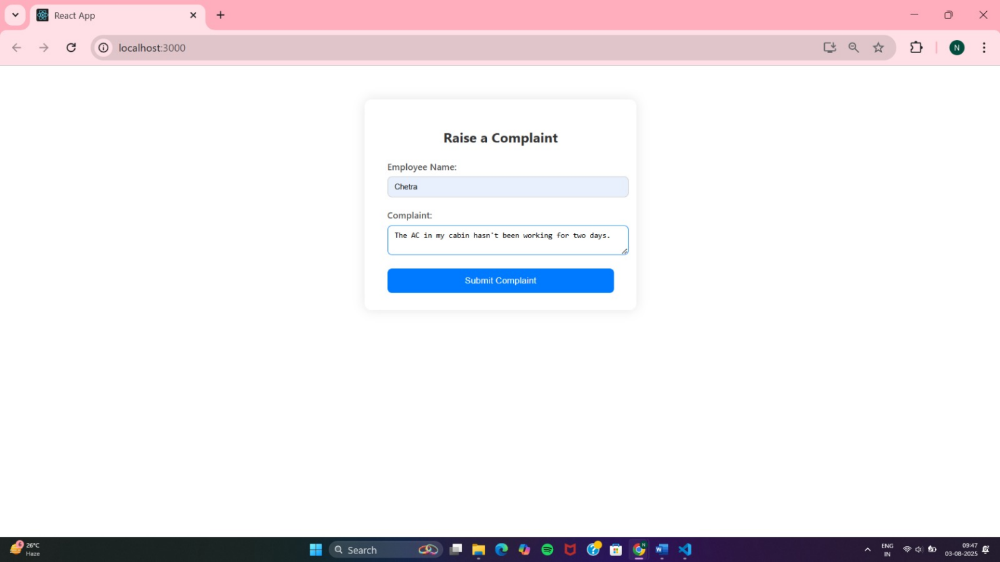 React App
localhost:3000
N
Raise a Complaint
Employee Name:
Chetra
Complaint:
The AC in my cabin hasn't been working for two days.
Submit Complaint
6
26°C
Haze
Search
N
W
ENG
IN
09:47
03-08-2025